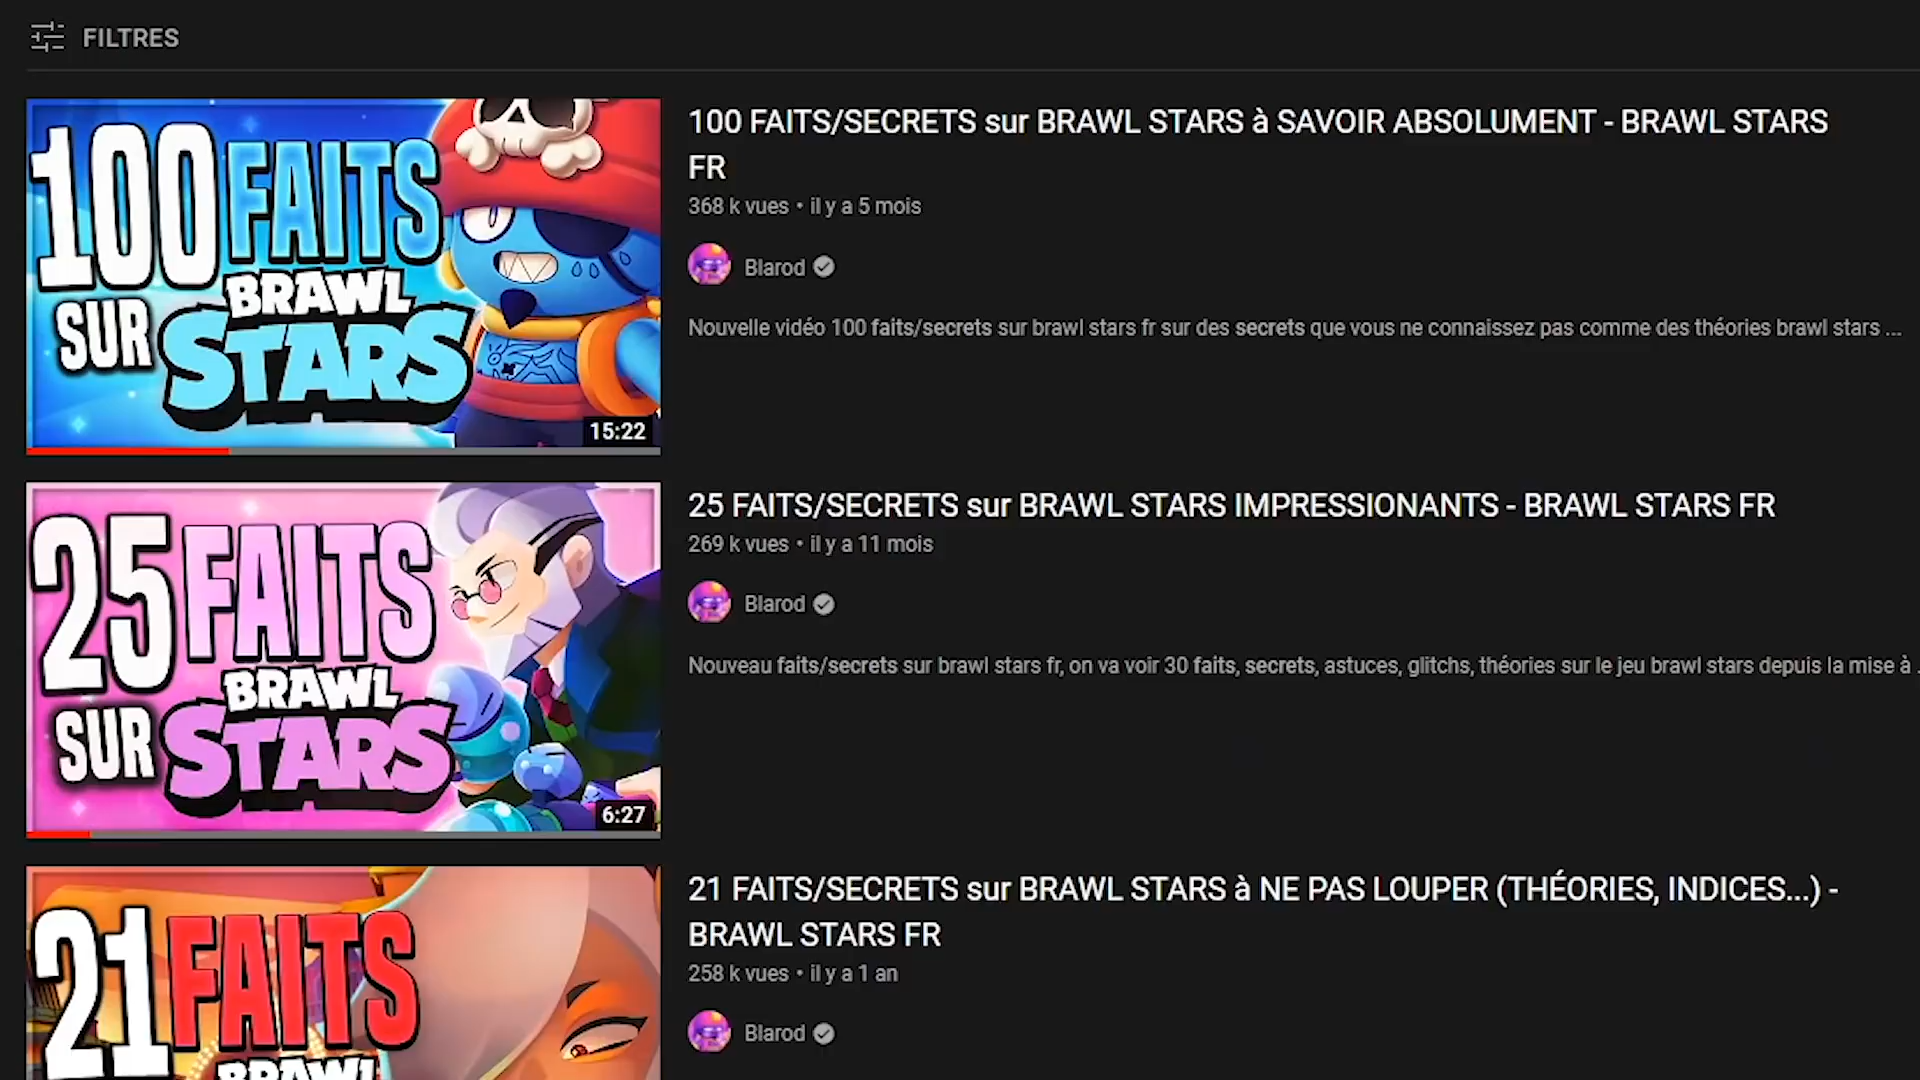 FILTRES
100 FAITS
SUR BRAWL
STARS
15:22
100 FAITS/SECRETS sur BRAWL STARS à SAVOIR ABSOLUMENT - BRAWL STARS
FR
368 k vues • il y a 5 mois
Blarod
Nouvelle vidéo 100 faits/secrets sur brawl stars fr sur des secrets que vous ne connaissez pas comme des théories brawl stars ...
25 FAITS
SUR BRAWL
STARS
6:27
25 FAITS/SECRETS sur BRAWL STARS IMPRESSIONANTS - BRAWL STARS FR
269 k vues • il y a 11 mois
Blarod
Nouveau faits/secrets sur brawl stars fr, on va voir 30 faits, secrets, astuces, glitchs, théories sur le jeu brawl stars depuis la mise à .
21 FAITS
BRAWL
21 FAITS/SECRETS sur BRAWL STARS à NE PAS LOUPER (THÉORIES, INDICES...) -
BRAWL STARS FR
258 k vues • il y a 1 an
Blarod